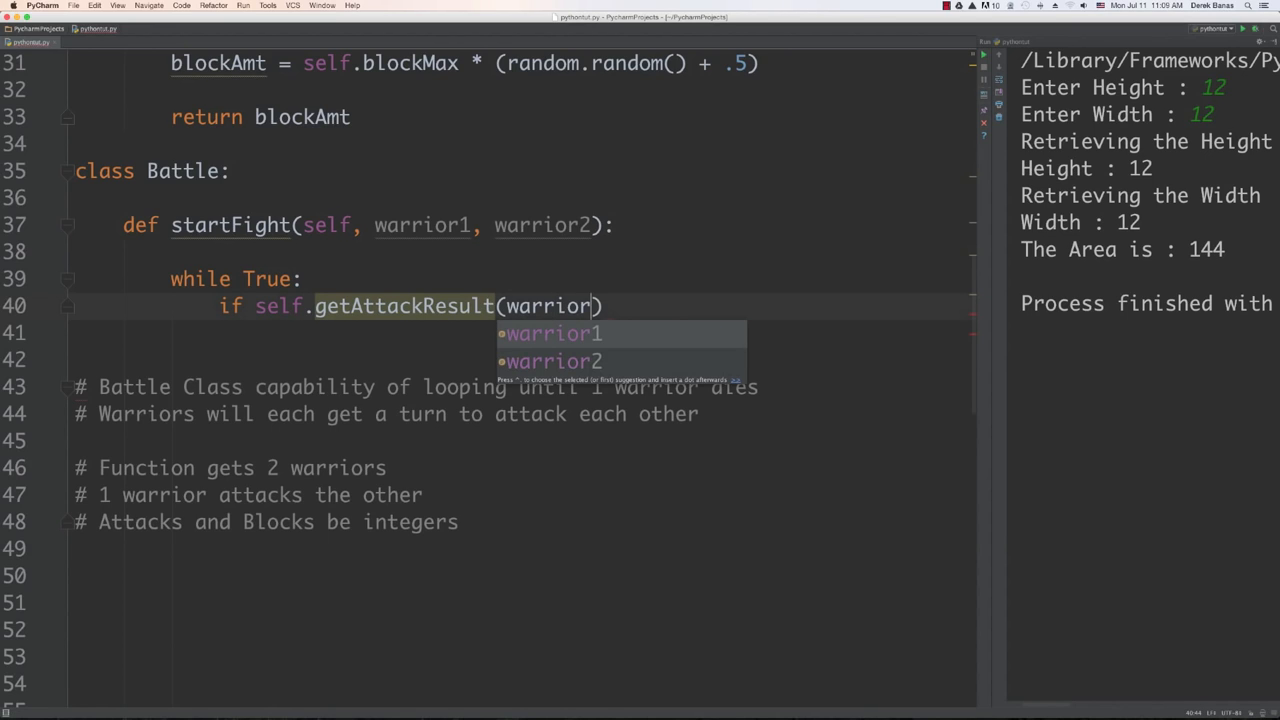 PyCharm File Edit View Navigate Code Refactor Run Tools VCS Window Help
10 Mon Jul 11 11:09 AM Derek Banas
pythontut.py - PycharmProjects - [~/PycharmProjects]
PycharmProjects pythontut.py pythontut
pythontut.py Run: pythontut
31 blockAmt = self.blockMax * (random.random() + .5)
32
33 return blockAmt
34
35 class Battle:
36
37 def startFight(self, warrior1, warrior2):
38
39 while True:
40 if self.getAttackResult(warrior)
41 warrior1
42 warrior2
Press ^. to choose the selected (or first) suggestion and insert a dot afterwards >>
43 # Battle Class capability of looping until 1 warrior dies
44 # Warriors will each get a turn to attack each other
45
46 # Function gets 2 warriors
47 # 1 warrior attacks the other
48 # Attacks and Blocks be integers
49
50
51
52
53
54
/Library/Frameworks/Py
Enter Height : 12
Enter Width : 12
Retrieving the Height
Height : 12
Retrieving the Width
Width : 12
The Area is : 144
Process finished with
40:44 LF≠ UTF-8≠